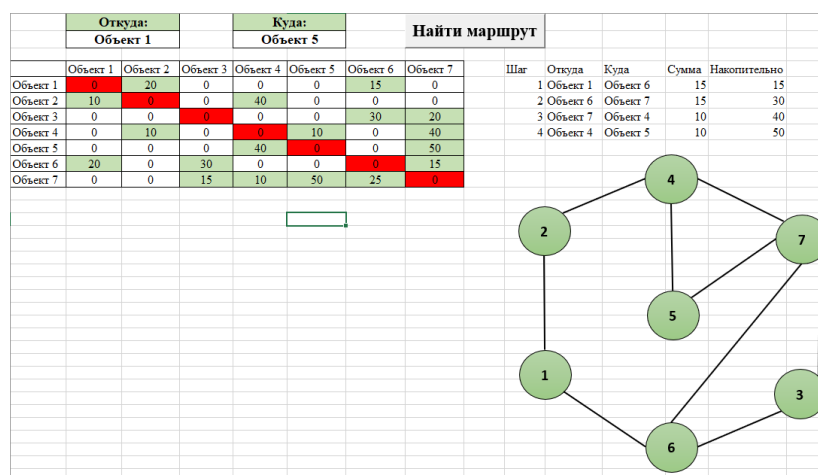 Откуда: Куда: Найти маршрут
Объект 1 Объект 5
Объект 1 Объект 2 Объект 3 Объект 4 Объект 5 Объект 6 Объект 7 Шаг Откуда Куда Сумма Накопительно
Объект 1 0 20 0 0 0 15 0 1 Объект 1 Объект 6 15 15
Объект 2 10 0 0 40 0 0 0 2 Объект 6 Объект 7 15 30
Объект 3 0 0 0 0 0 30 20 3 Объект 7 Объект 4 10 40
Объект 4 0 10 0 0 10 0 40 4 Объект 4 Объект 5 10 50
Объект 5 0 0 0 40 0 0 50
Объект 6 20 0 30 0 0 0 15
Объект 7 0 0 15 10 50 25 0
4
2
7
5
1
3
6